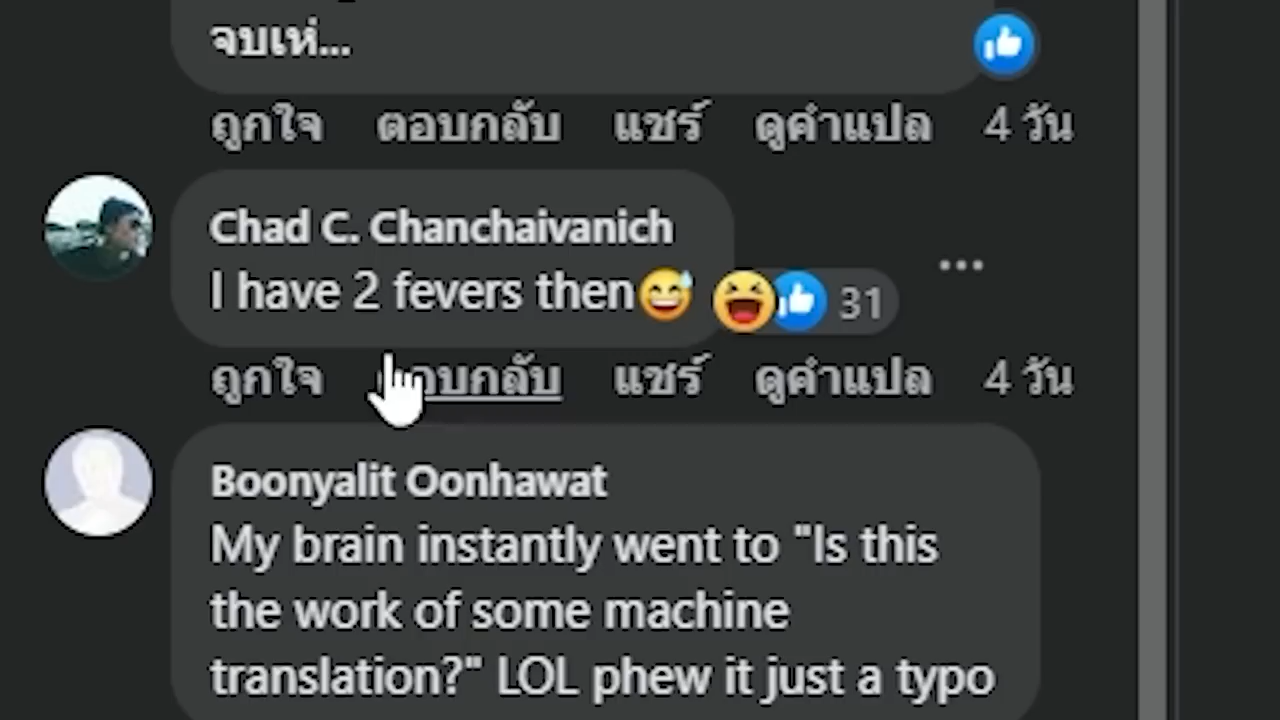 จบเห่...
ถูกใจ ตอบกลับ แชร์ ดูคำแปล 4 วัน
Chad C. Chanchaivanich
I have 2 fevers then😅
31
ถูกใจ ตอบกลับ แชร์ ดูคำแปล 4 วัน
Boonyalit Oonhawat
My brain instantly went to "Is this
the work of some machine
translation?" LOL phew it just a typo